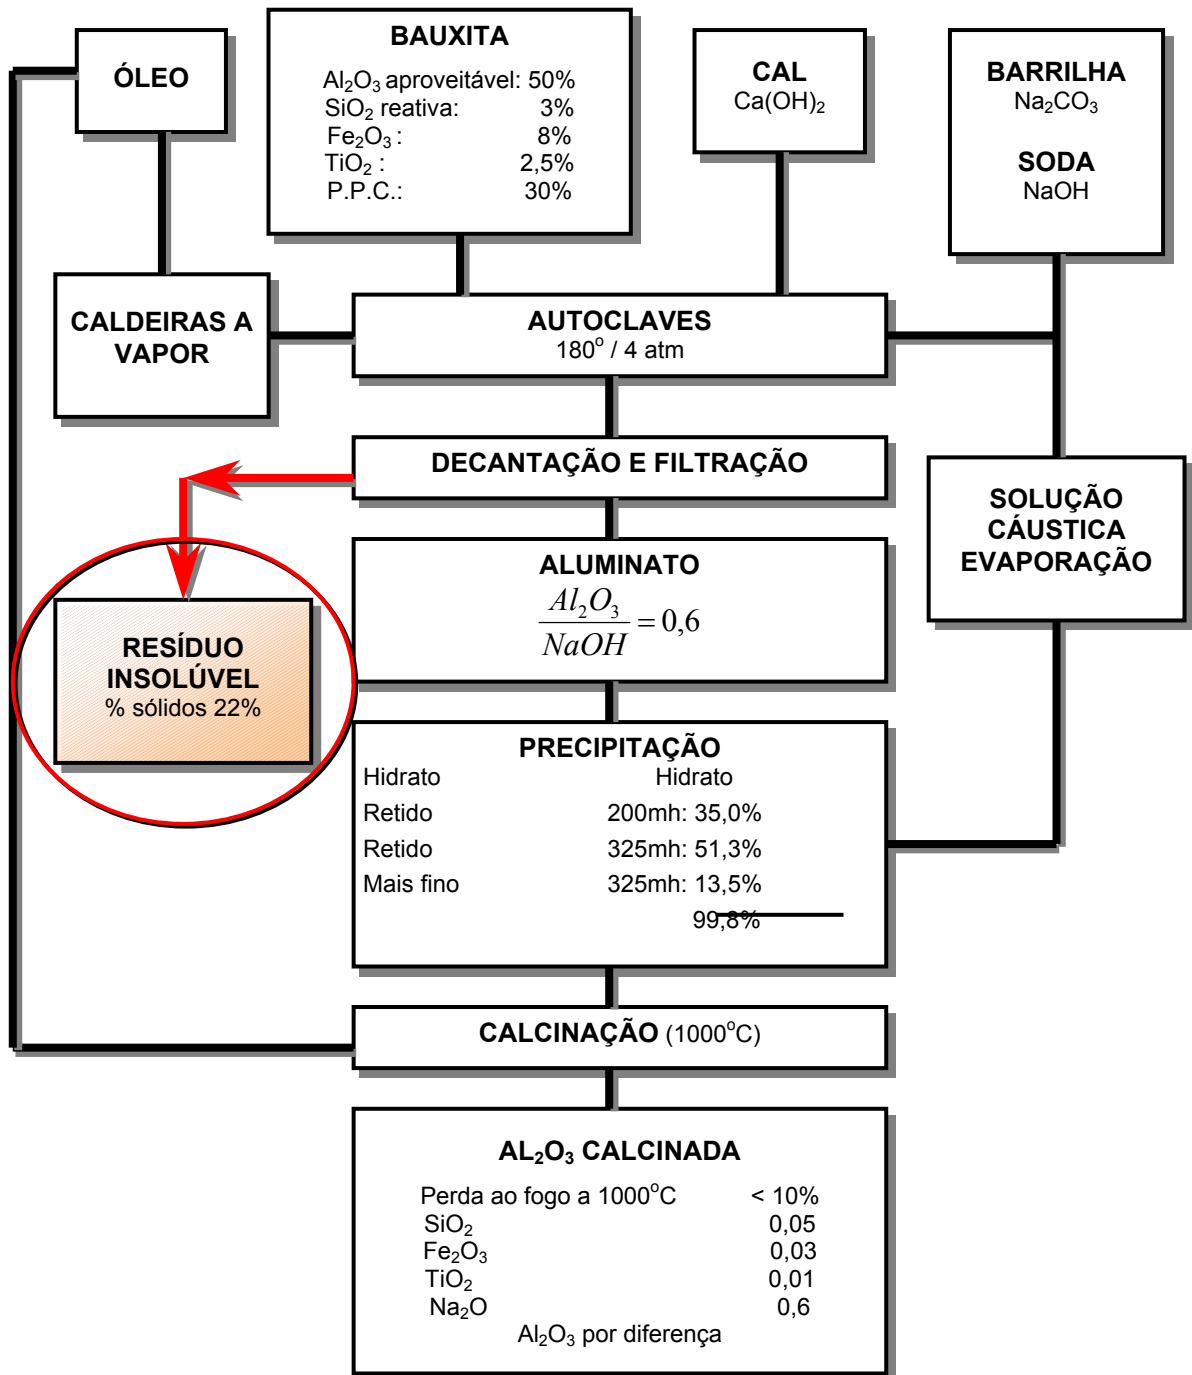 ÓLEO
BAUXITA
Al₂O₃ aproveitável: 50%
SiO₂ reativa: 3%
Fe₂O₃ : 8%
TiO₂ : 2,5%
P.P.C.: 30%
CAL
Ca(OH)₂
BARRILHA
Na₂CO₃
SODA
NaOH
CALDEIRAS A
VAPOR
AUTOCLAVES
180° / 4 atm
DECANTAÇÃO E FILTRAÇÃO
SOLUÇÃO
CÁUSTICA
EVAPORAÇÃO
ALUMINATO
Al₂O₃/NaOH = 0,6
RESÍDUO
INSOLÚVEL
% sólidos 22%
PRECIPITAÇÃO
Hidrato Hidrato
Retido 200mh: 35,0%
Retido 325mh: 51,3%
Mais fino 325mh: 13,5%
99,8%
CALCINAÇÃO (1000°C)
AL₂O₃ CALCINADA
Perda ao fogo a 1000°C < 10%
SiO₂ 0,05
Fe₂O₃ 0,03
TiO₂ 0,01
Na₂O 0,6
Al₂O₃ por diferença